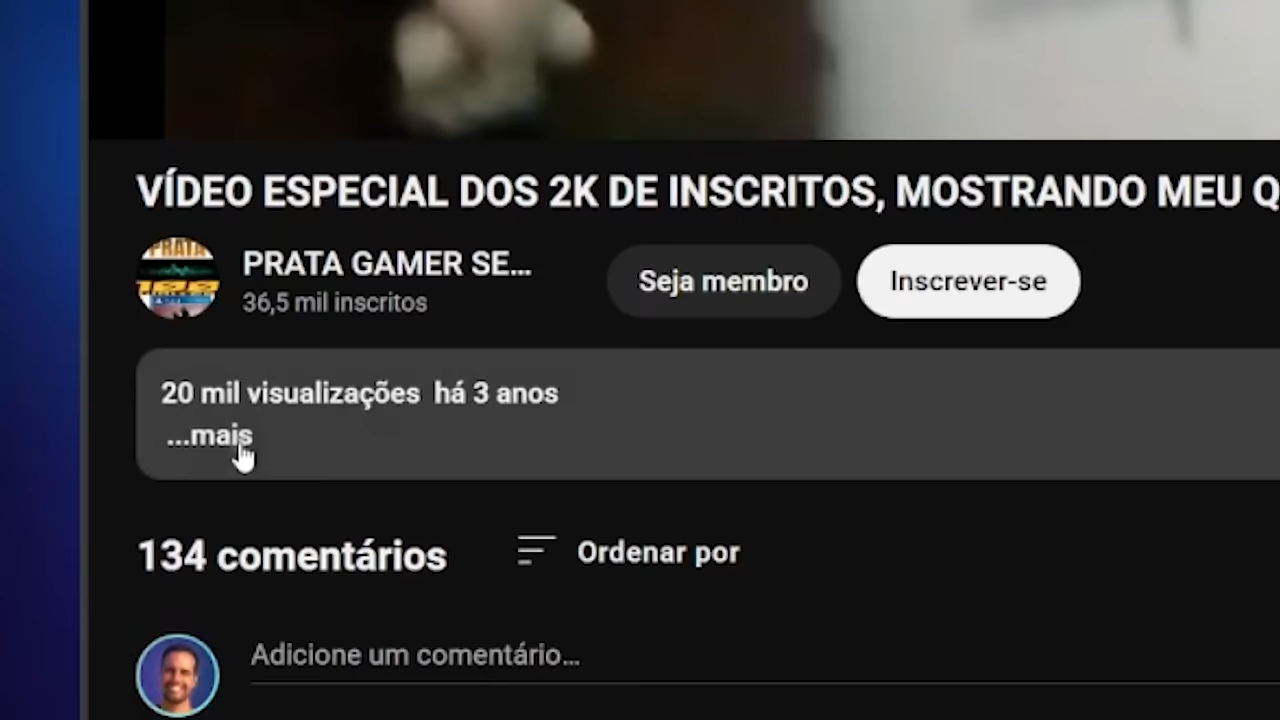 VÍDEO ESPECIAL DOS 2K DE INSCRITOS, MOSTRANDO MEU Q
PRATA
PRATA GAMER SE...
36,5 mil inscritos
Seja membro
Inscrever-se
20 mil visualizações há 3 anos
...mais
134 comentários
Ordenar por
Adicione um comentário...